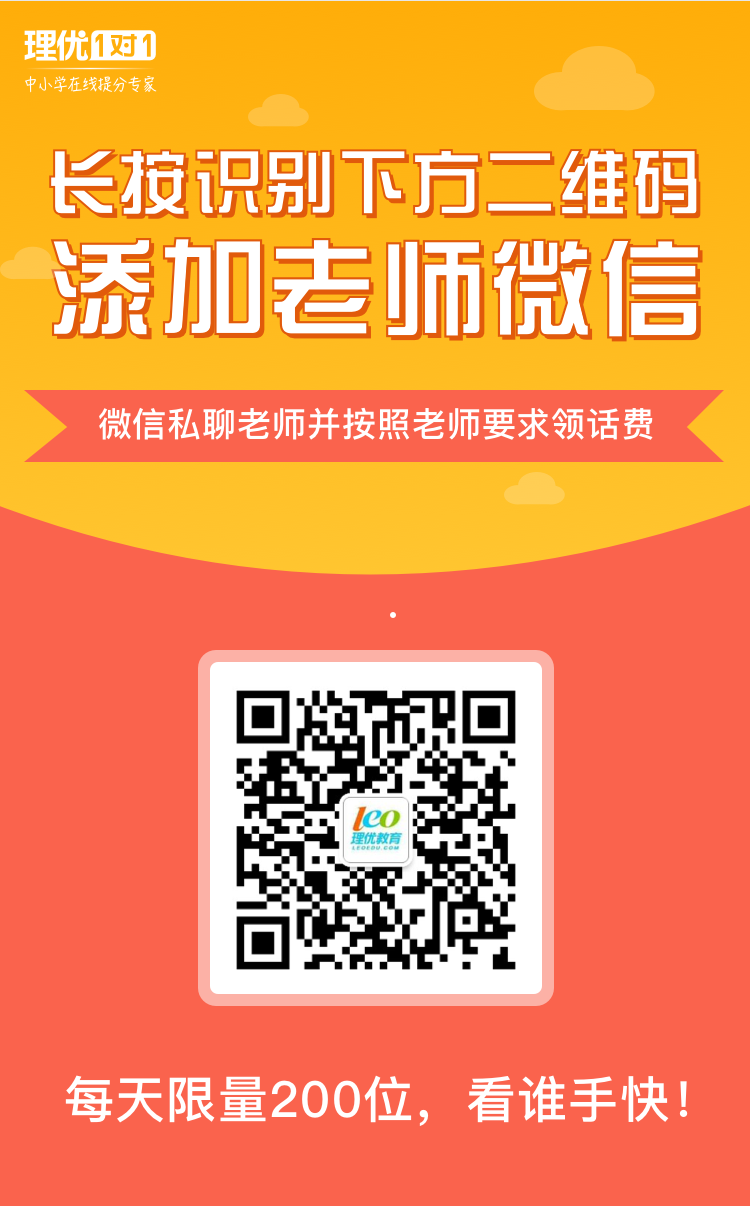 理优1对1
中小学在线提分专家
长按识别下方二维码
添加老师微信
微信私聊老师并按照老师要求领话费
leo
理优教育
LEOEDU.COM
每天限量200位，看谁手快！